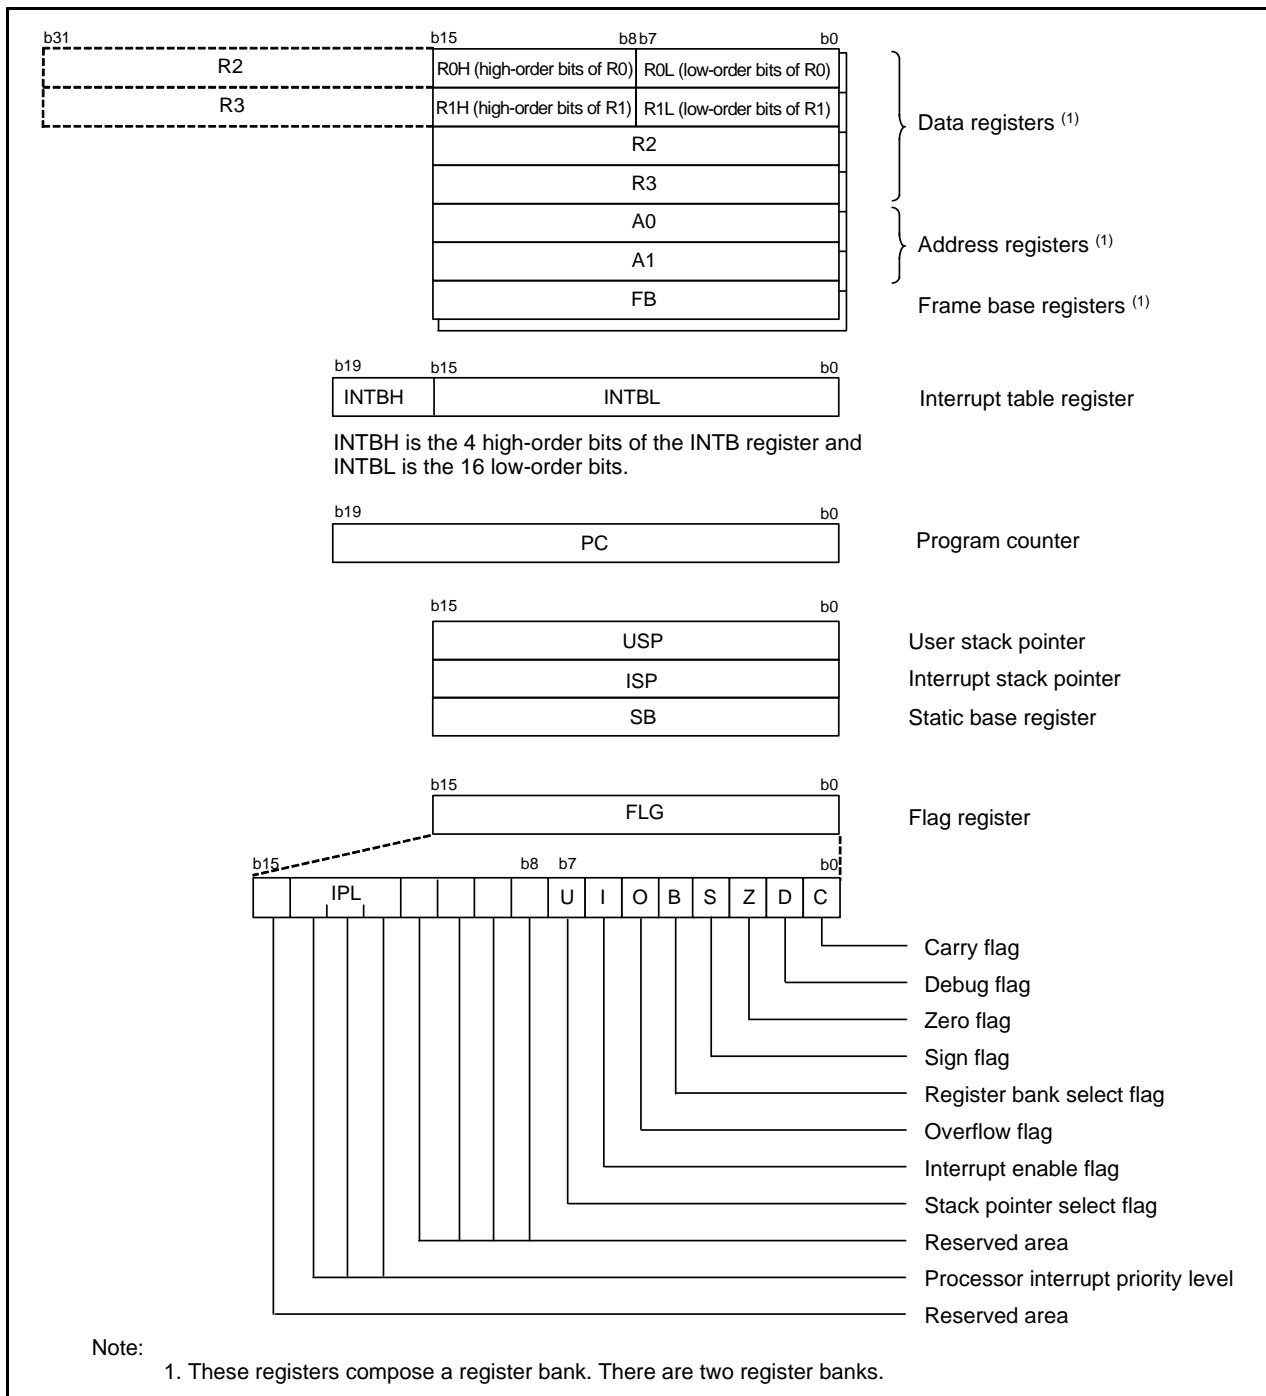 b31 b15 b8 b7 b0
R2 R0H (high-order bits of R0) R0L (low-order bits of R0)
R3 R1H (high-order bits of R1) R1L (low-order bits of R1)
Data registers (1)
R2
R3
A0
Address registers (1)
A1
FB Frame base registers (1)
b19 b15 b0
INTBH INTBL Interrupt table register
INTBH is the 4 high-order bits of the INTB register and
INTBL is the 16 low-order bits.
b19 b0
PC Program counter
b15 b0
USP User stack pointer
ISP Interrupt stack pointer
SB Static base register
b15 b0
FLG Flag register
b15 b8 b7 b0
IPL U I O B S Z D C
Carry flag
Debug flag
Zero flag
Sign flag
Register bank select flag
Overflow flag
Interrupt enable flag
Stack pointer select flag
Reserved area
Processor interrupt priority level
Reserved area
Note:
1. These registers compose a register bank. There are two register banks.